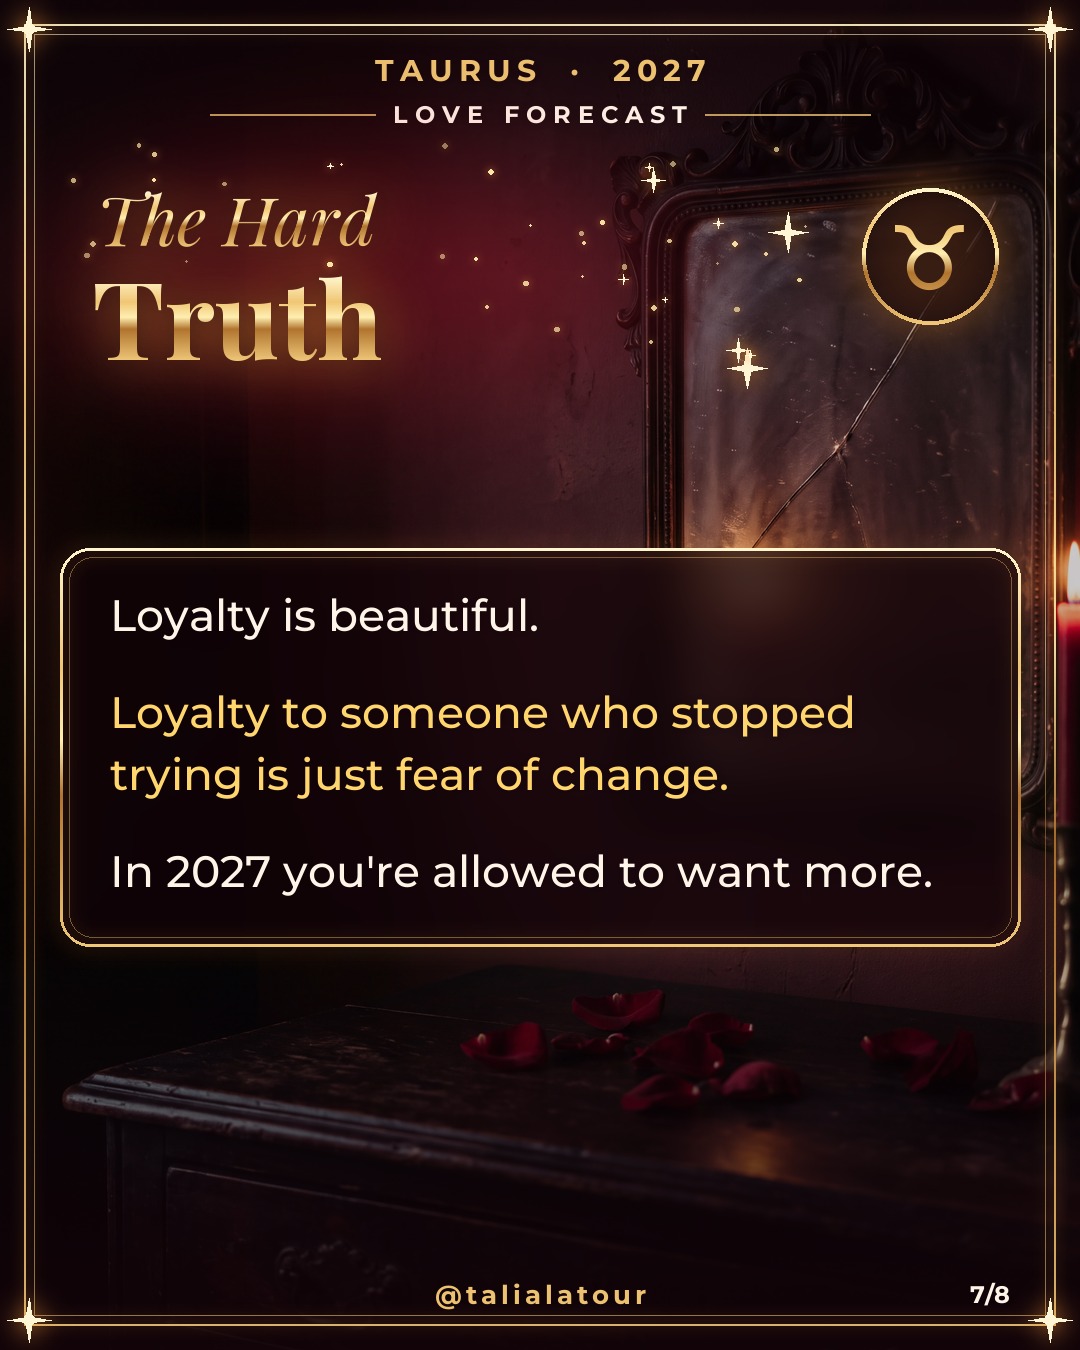 TAURUS · 2027
LOVE FORECAST
The Hard
Truth
Loyalty is beautiful.
Loyalty to someone who stopped
trying is just fear of change.
In 2027 you're allowed to want more.
@talialatour
7/8